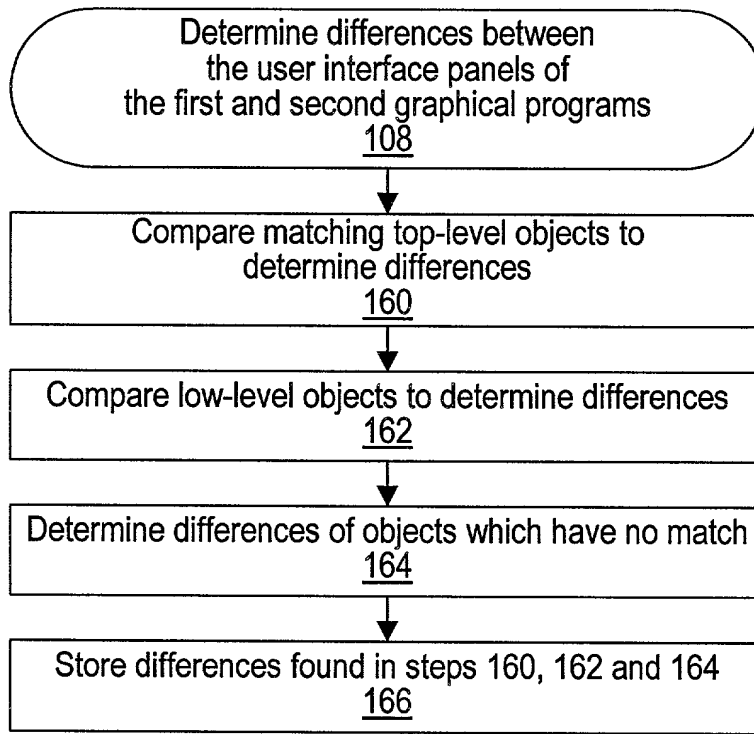 Determine differences between
the user interface panels of
the first and second graphical programs
108
Compare matching top-level objects to
determine differences
160
Compare low-level objects to determine differences
162
Determine differences of objects which have no match
164
Store differences found in steps 160, 162 and 164
166